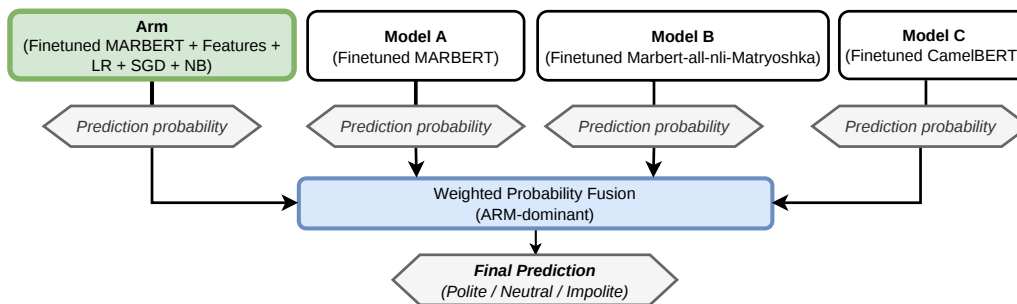 Arm
(Finetuned MARBERT + Features +
LR + SGD + NB)
Model A
(Finetuned MARBERT)
Model B
(Finetuned Marbert-all-nli-Matryoshka)
Model C
(Finetuned CamelBERT)
Prediction probability
Prediction probability
Prediction probability
Prediction probability
Weighted Probability Fusion
(ARM-dominant)
Final Prediction
(Polite / Neutral / Impolite)